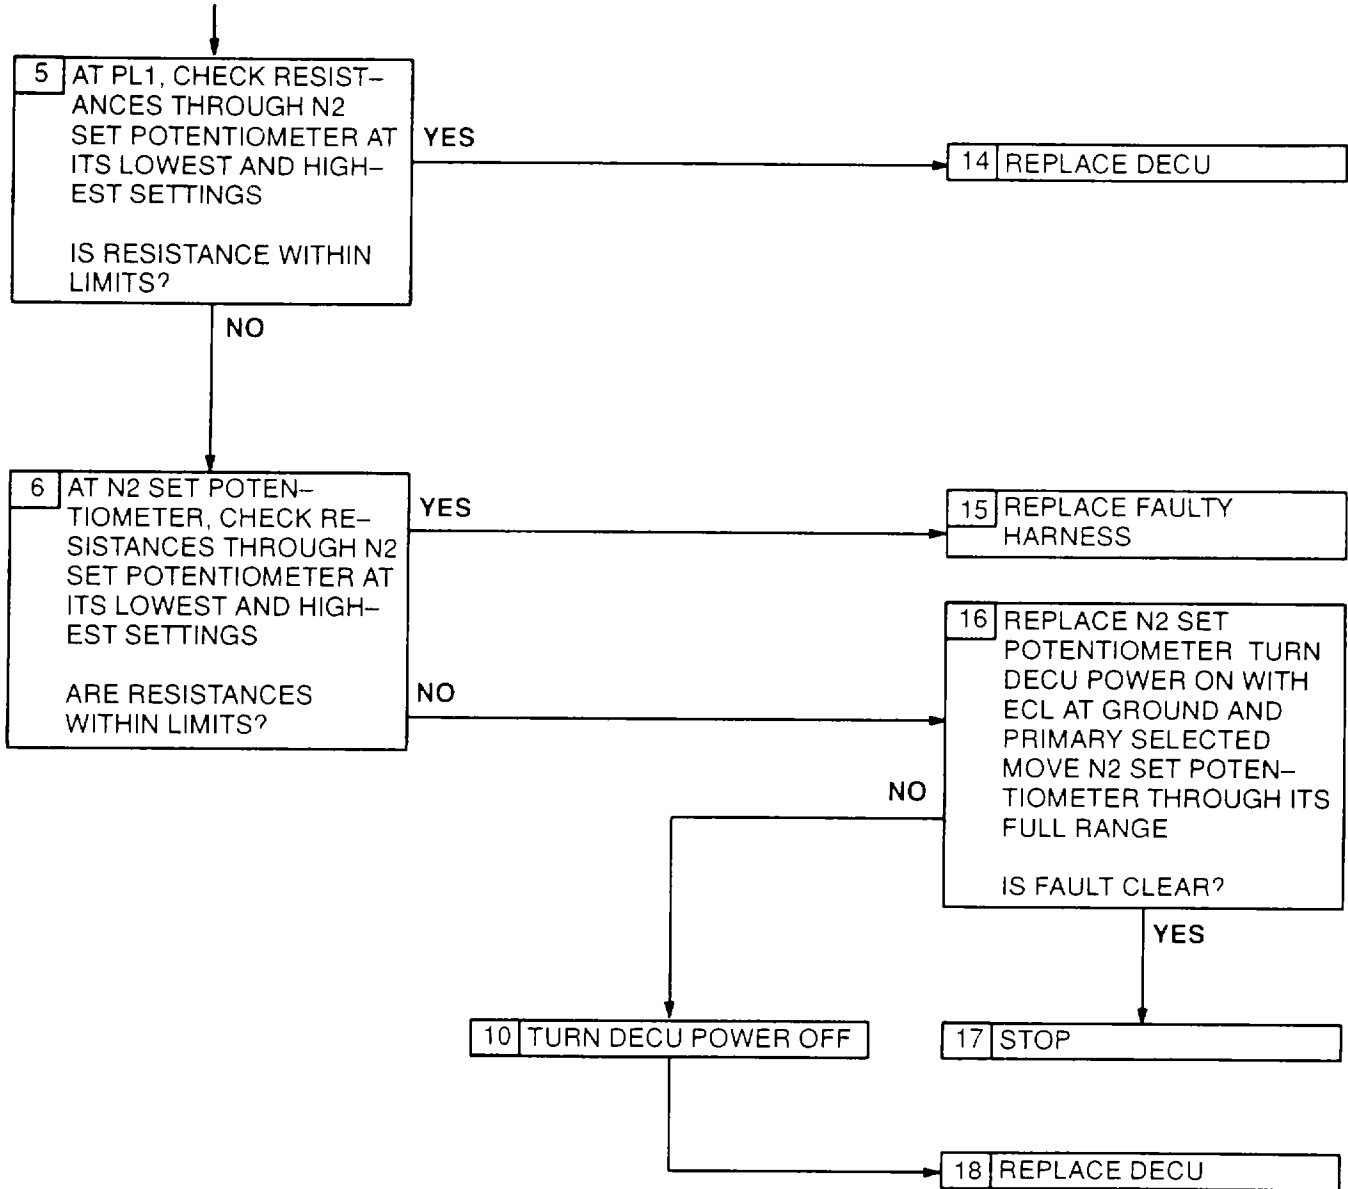 5 AT PL1, CHECK RESIST–
ANCES THROUGH N2
SET POTENTIOMETER AT
ITS LOWEST AND HIGH–
EST SETTINGS
IS RESISTANCE WITHIN
LIMITS?
YES
14 REPLACE DECU
NO
6 AT N2 SET POTEN–
TIOMETER, CHECK RE–
SISTANCES THROUGH N2
SET POTENTIOMETER AT
ITS LOWEST AND HIGH–
EST SETTINGS
ARE RESISTANCES
WITHIN LIMITS?
YES
15 REPLACE FAULTY
HARNESS
NO
16 REPLACE N2 SET
POTENTIOMETER TURN
DECU POWER ON WITH
ECL AT GROUND AND
PRIMARY SELECTED
MOVE N2 SET POTEN–
TIOMETER THROUGH ITS
FULL RANGE
IS FAULT CLEAR?
NO
YES
10 TURN DECU POWER OFF
17 STOP
18 REPLACE DECU